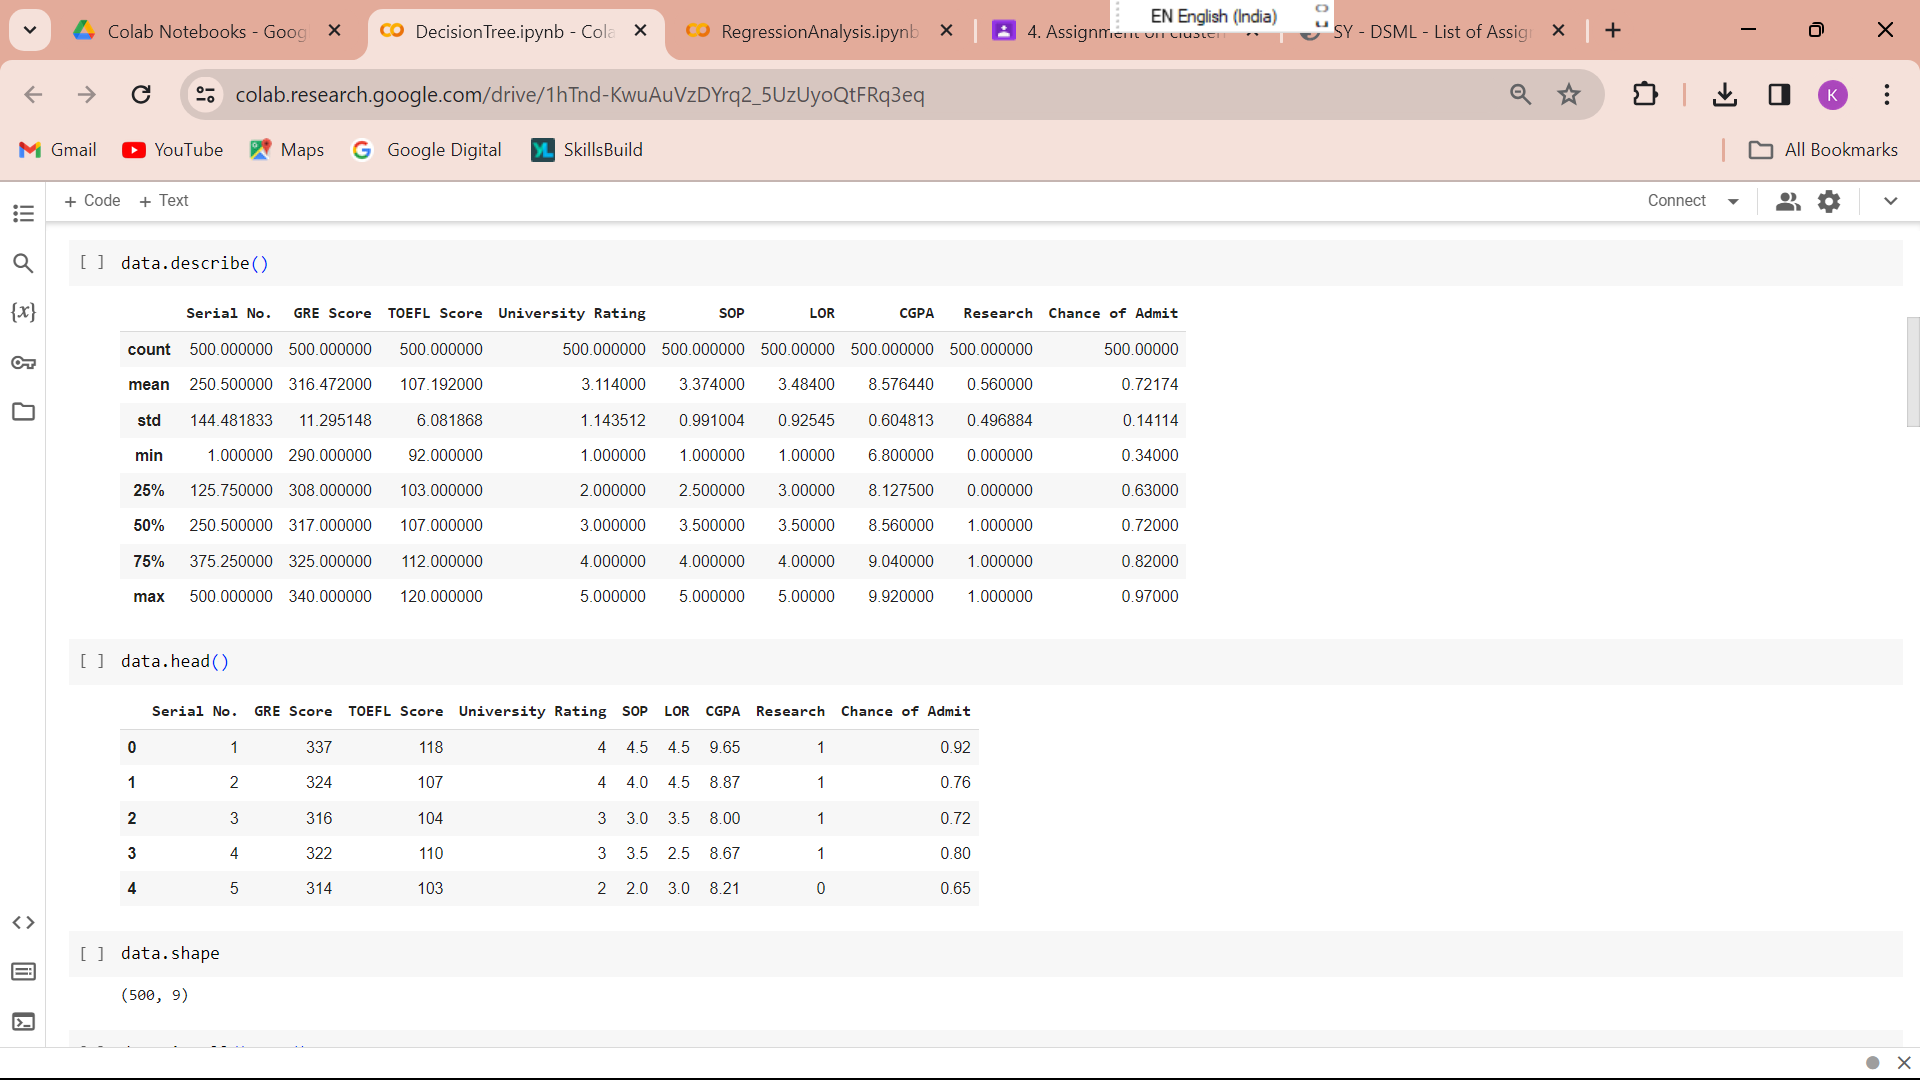 Colab Notebooks - Goog
DecisionTree.ipynb - Cola
RegressionAnalysis.ipynb
4. Assignment on Cluster
SY - DSML - List of Assig
EN English (India)
colab.research.google.com/drive/1hTnd-KwuAuVzDYrq2_5UzUyoQtFRq3eq
K
Gmail YouTube Maps Google Digital SkillsBuild All Bookmarks
+ Code + Text Connect
[ ] data.describe()
Serial No. GRE Score TOEFL Score University Rating SOP LOR CGPA Research Chance of Admit
count 500.000000 500.000000 500.000000 500.000000 500.000000 500.00000 500.000000 500.000000 500.00000
mean 250.500000 316.472000 107.192000 3.114000 3.374000 3.48400 8.576440 0.560000 0.72174
std 144.481833 11.295148 6.081868 1.143512 0.991004 0.92545 0.604813 0.496884 0.14114
min 1.000000 290.000000 92.000000 1.000000 1.000000 1.00000 6.800000 0.000000 0.34000
25% 125.750000 308.000000 103.000000 2.000000 2.500000 3.00000 8.127500 0.000000 0.63000
50% 250.500000 317.000000 107.000000 3.000000 3.500000 3.50000 8.560000 1.000000 0.72000
75% 375.250000 325.000000 112.000000 4.000000 4.000000 4.00000 9.040000 1.000000 0.82000
max 500.000000 340.000000 120.000000 5.000000 5.000000 5.00000 9.920000 1.000000 0.97000
[ ] data.head()
Serial No. GRE Score TOEFL Score University Rating SOP LOR CGPA Research Chance of Admit
0 1 337 118 4 4.5 4.5 9.65 1 0.92
1 2 324 107 4 4.0 4.5 8.87 1 0.76
2 3 316 104 3 3.0 3.5 8.00 1 0.72
3 4 322 110 3 3.5 2.5 8.67 1 0.80
4 5 314 103 2 2.0 3.0 8.21 0 0.65
[ ] data.shape
(500, 9)